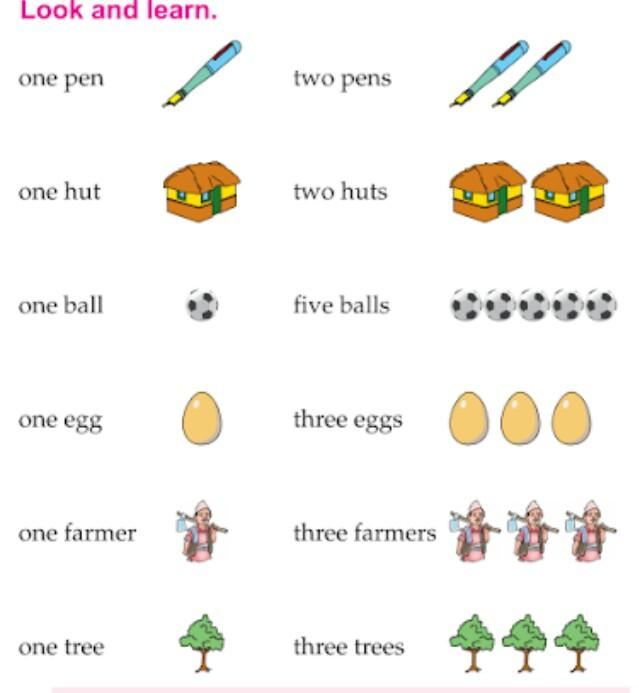 Look and learn.
one pen two pens
one hut two huts
one ball five balls
one egg three eggs
one farmer three farmers
one tree three trees